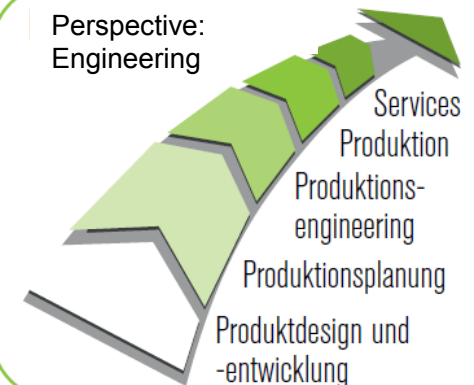 Perspective:
Engineering
Services
Produktion
Produktions-
engineering
Produktionsplanung
Produktdesign und
-entwicklung